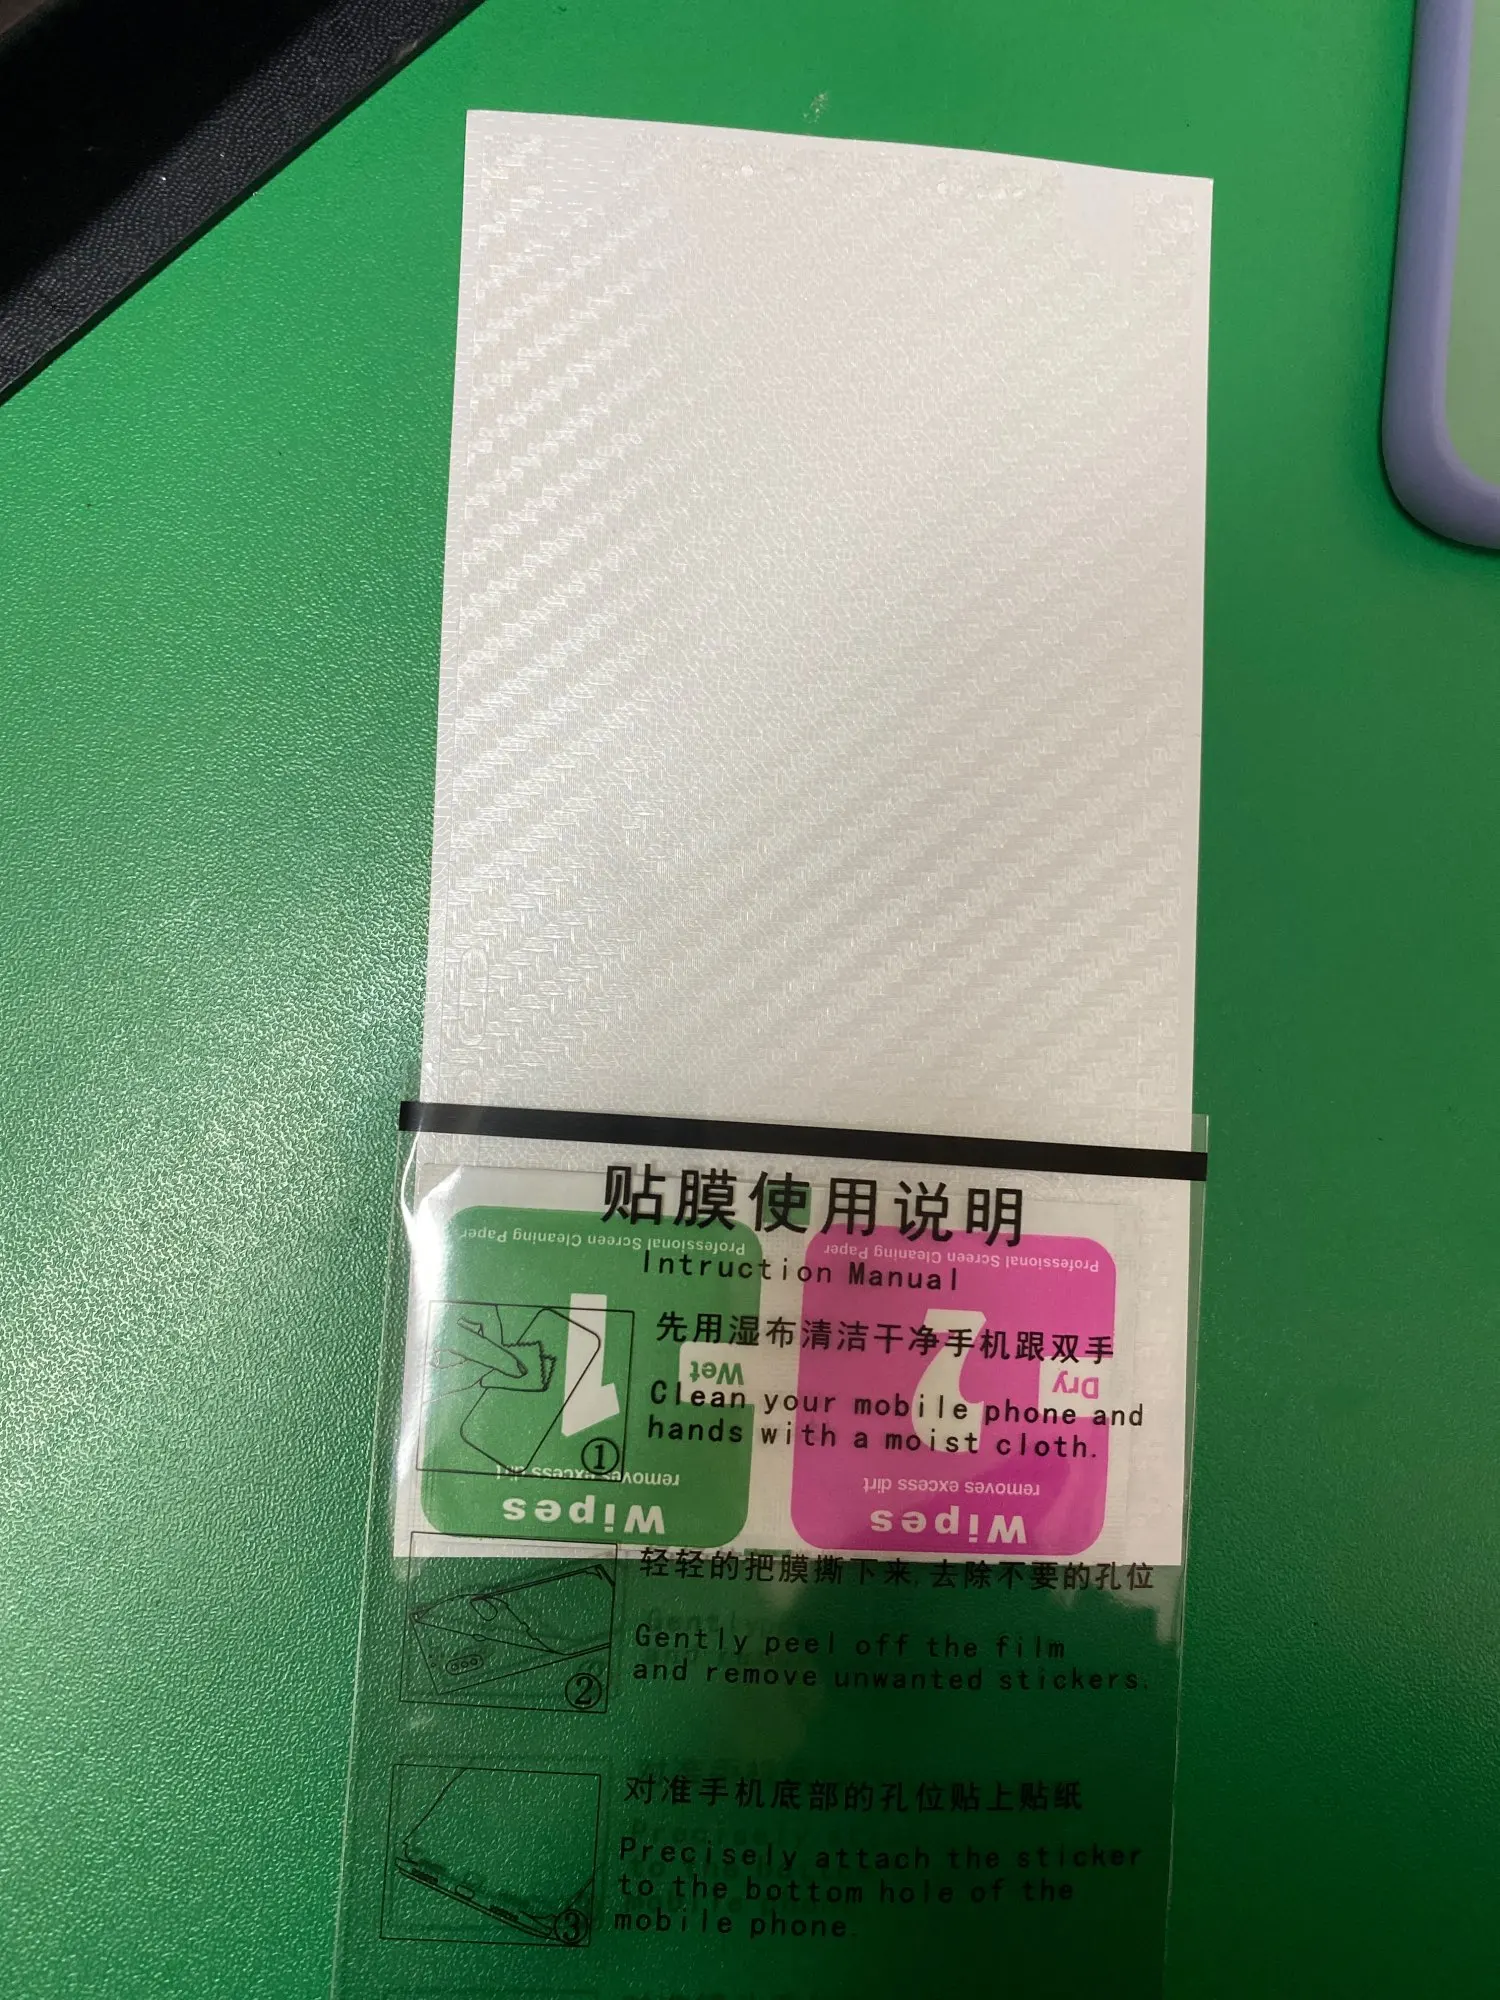 贴膜使用说明
Intruction Manual
Professional Screen Cleaning Paper
Professional Screen Cleaning Paper
1
2
Wet
Dry
removes excess dirt
removes excess dirt
Wipes
Wipes
①
先用湿布清洁干净手机跟双手
Clean your mobile phone and
hands with a moist cloth.
②
轻轻的把膜撕下来,去除不要的孔位
Gently peel off the film
and remove unwanted stickers.
③
对准手机底部的孔位贴上贴纸
Precisely attach the sticker
to the bottom hole of the
mobile phone.